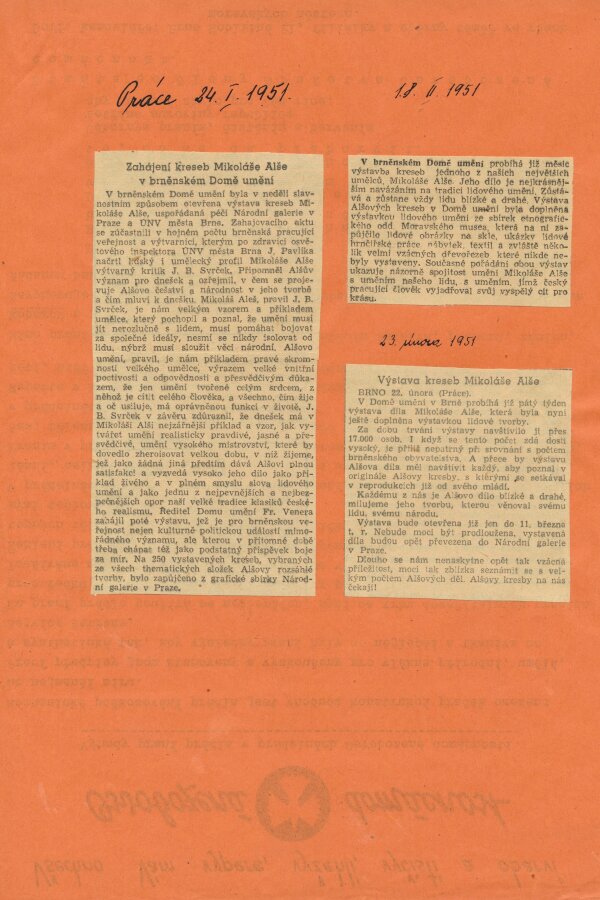 Práce 24. I. 1951.
Zahájení kreseb Mikoláše Alše
v brněnském Domě umění
V brněnském Domě umění byla v neděli slav-
nostním způsobem otevřena výstava kreseb Mi-
koláše Alše, uspořádaná péčí Národní galerie v
Praze a ÚNV města Brna. Zahajovacího aktu
se zúčastnili v hojném počtu brněnská pracující
veřejnost a výtvarníci, kterým po zdravici osvě-
tového inspektora ÚNV města Brna J. Pavlíka
načrtl lidský i umělecký profil Mikoláše Alše
výtvarný kritik J. B. Svrček. Připomněl Alšův
význam pro dnešek a ozřejmil, v čem se proje-
vuje Alšovo češství a národnost v jeho tvorbě
a čím mluví k dnešku. Mikoláš Aleš, pravil J. B.
Svrček, je nám velkým vzorem a příkladem
umělce, který pochopil a poznal, že umění musí
jít nerozlučně s lidem, musí pomáhat bojovat
za společné ideály, nesmí se nikdy isolovat od
lidu, nýbrž musí sloužit věci národní. Alšovo
umění, pravil, je nám příkladem pravé skrom-
nosti velkého umělce, výrazem velké vnitřní
poctivosti a odpovědnosti a přesvědčivým důka-
zem, že jen umění tvořené celým srdcem, z
něhož je cítit celého člověka, a všechno, čím žije
a oč usiluje, má oprávněnou funkci v životě. J.
B. Svrček v závěru zdůraznil, že dnešek má v
Mikoláši Alši nejzářnější příklad a vzor, jak vy-
tvářet umění realisticky pravdivé, jasné a pře-
svědčivé, umění vysokého mistrovství, které by
dovedlo zheroisovat velkou dobu, v níž žijeme,
jež jako žádná jiná předtím dává Alšovi plnou
satisfakci a vyzvedá vysoko jeho dílo jako pří-
klad živého a v plném smyslu slova lidového
umění a jako jednu z nejpevnějších a nejbez-
pečnějších opor naší velké tradice klasiků české-
ho realismu. Ředitel Domu umění Fr. Venera
zahájil poté výstavu, jež je pro brněnskou ve-
řejnost nejen kulturně politickou událostí mimo-
řádného významu, ale kterou v přítomné době
třeba chápat též jako podstatný příspěvek boje
za mír. Na 250 vystavených kreseb, vybraných
ze všech thematických složek Alšovy rozsáhlé
tvorby, bylo zapůjčeno z grafické sbírky Národ-
ní galerie v Praze.
18. II. 1951
V brněnském Domě umění probíhá již měsíc
výstavba kreseb jednoho z našich největších
umělců, Mikoláše Alše. Jeho dílo je nejkrásněj-
ším navázáním na tradici lidového umění. Zůstá-
vá a zůstane vždy lidu blízké a drahé. Výstava
Alšových kreseb v Domě umění byla doplněna
výstavkou lidového umění ze sbírek etnografic-
kého odd. Moravského musea, která na ni za-
půjčilo lidové obrázky na skle, ukázky lidové
hrnčířské práce nábytek, textil a zvláště něko-
lik velmi vzácných dřevořezeb které nikde ne-
byly vystaveny. Současné pořádání obou výstav
ukazuje názorně spojitost umění Mikoláše Alše
s uměním našeho lidu, s uměním, jímž český
pracující člověk vyjadřoval svůj vyspělý cit pro
krásu.
23. února 1951
Výstava kreseb Mikoláše Alše
BRNO 22. února (Práce).
V Domě umění v Brně probíhá již pátý týden
výstava díla Mikoláše Alše, která byla nyní
ještě doplněna výstavkou lidové tvorby.
Za dobu trvání výstavy navštívilo ji přes
17.000 osob. I když se tento počet zdá dosti
vysoký, je příliš nepatrný při srovnání s počtem
brněnského obyvatelstva. A přece by výstavu
Alšova díla měl navštívit každý, aby poznal v
originále Alšovy kresby, s kterými se setkával
v reprodukcích již od svého mládí.
Každému z nás je Alšovo dílo blízké a drahé,
milujeme jeho tvorbu, kterou věnoval svému
lidu, svému národu.
Výstava bude otevřena již jen do 11. března
t. r. Nebude moci být prodloužena, vystavená
díla budou opět převezena do Národní galerie
v Praze.
Dlouho se nám nenaskytne opět tak vzácná
příležitost, moci tak zblízka seznámit se s vel-
kým počtem Alšových děl. Alšovy kresby na nás
čekají!